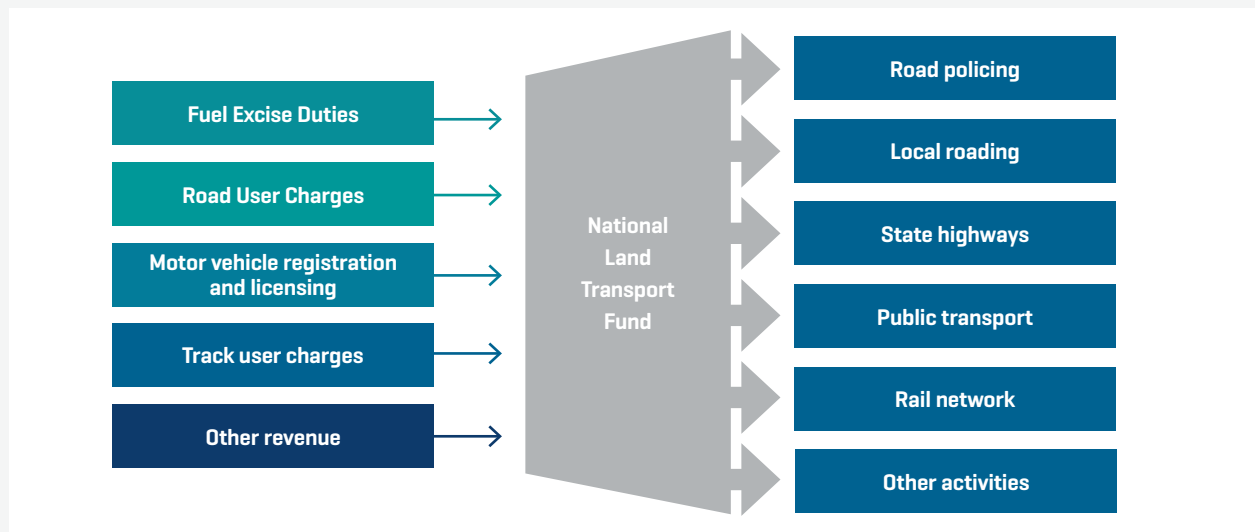 Fuel Excise Duties
Road User Charges
Motor vehicle registration
and licensing
Track user charges
Other revenue
National
Land
Transport
Fund
Road policing
Local roading
State highways
Public transport
Rail network
Other activities